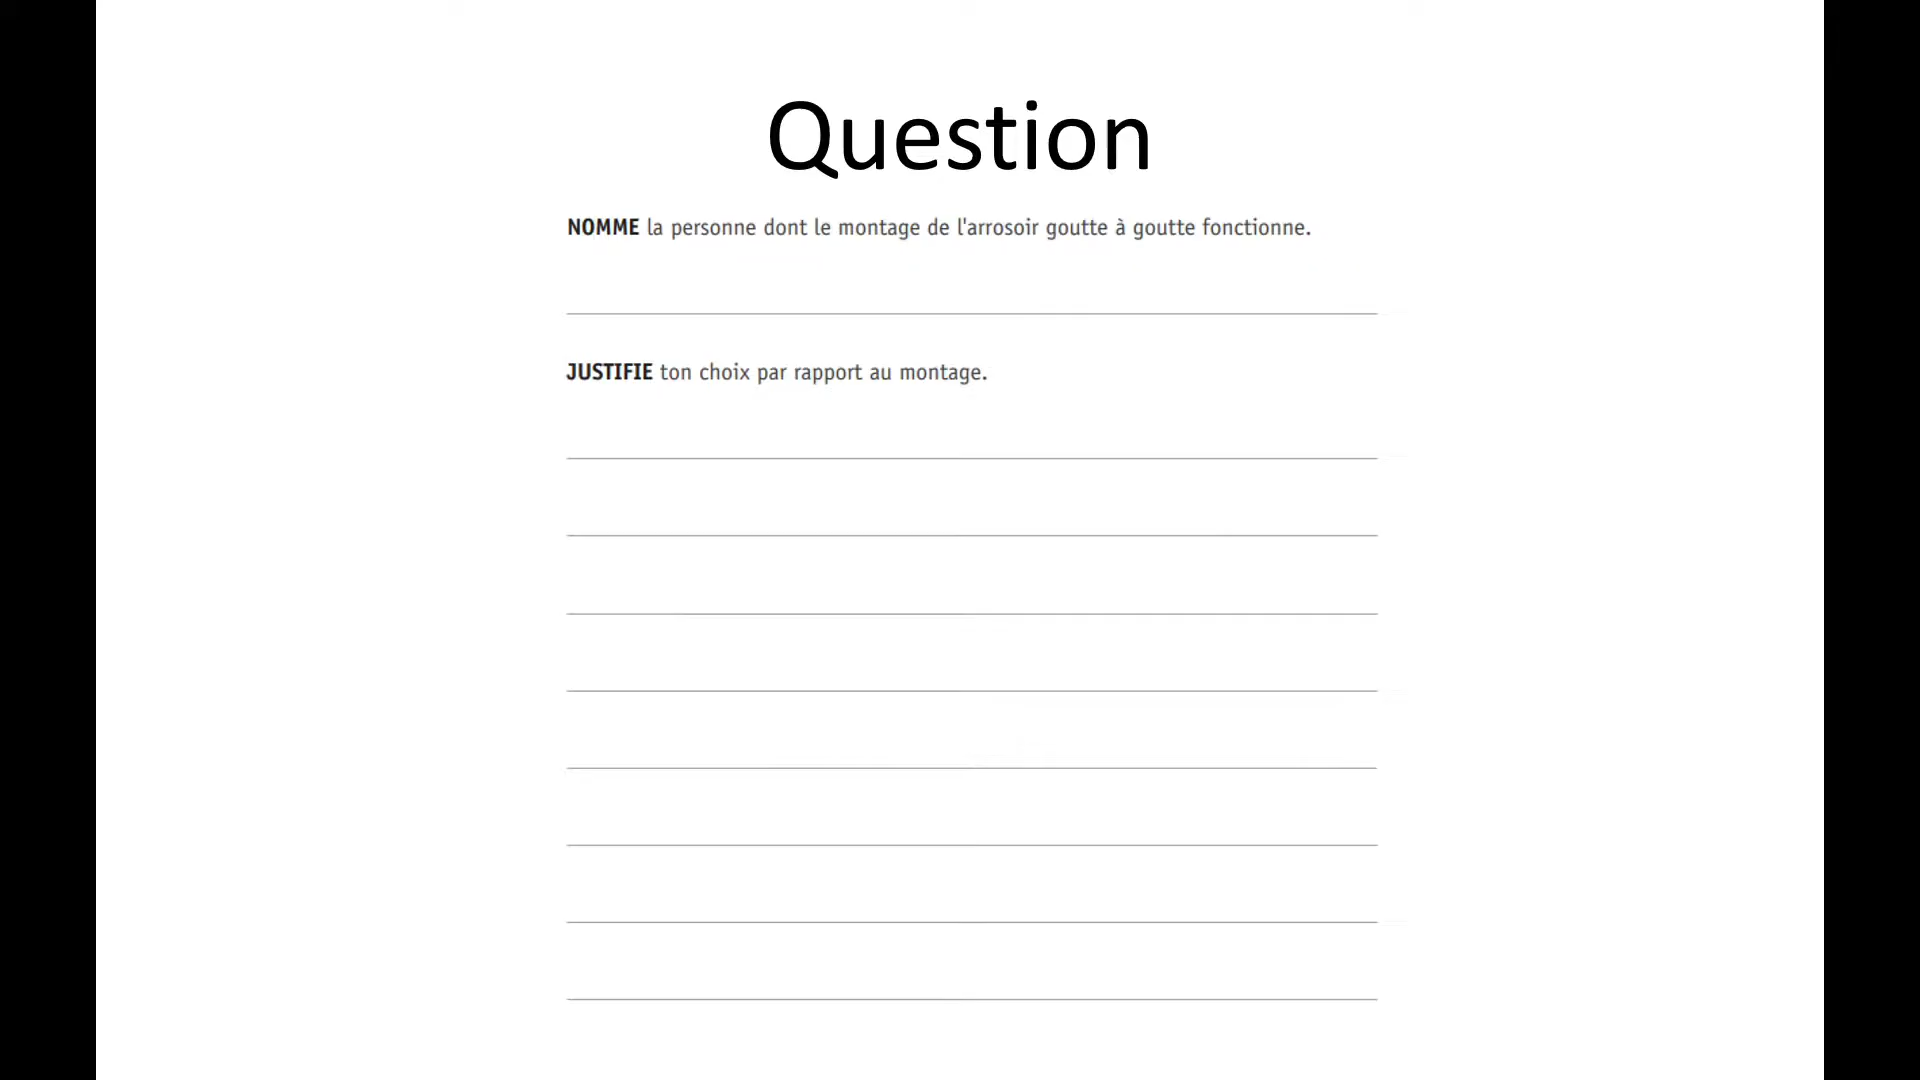 Question
NOMME la personne dont le montage de l'arrosoir goutte à goutte fonctionne.
JUSTIFIE ton choix par rapport au montage.